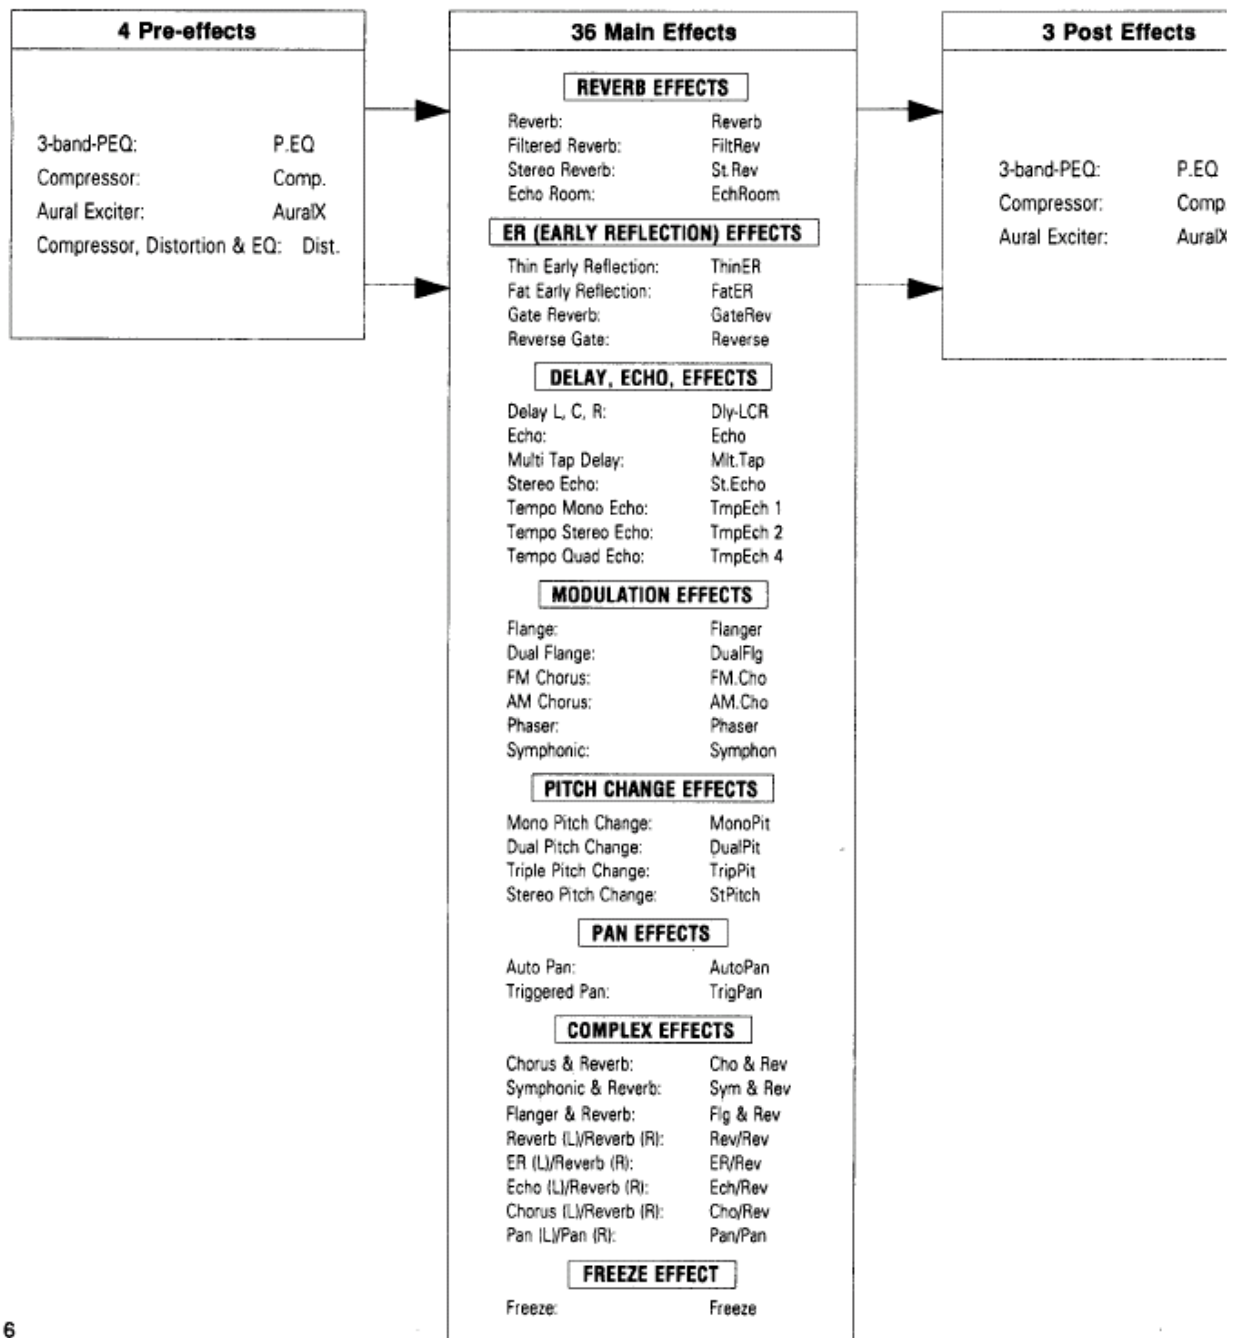 4 Pre-effects
3-band-PEQ: P.EQ
Compressor: Comp.
Aural Exciter: AuralX
Compressor, Distortion & EQ: Dist.
36 Main Effects
REVERB EFFECTS
Reverb: Reverb
Filtered Reverb: FiltRev
Stereo Reverb: St.Rev
Echo Room: EchRoom
ER (EARLY REFLECTION) EFFECTS
Thin Early Reflection: ThinER
Fat Early Reflection: FatER
Gate Reverb: GateRev
Reverse Gate: Reverse
DELAY, ECHO, EFFECTS
Delay L, C, R: Dly-LCR
Echo: Echo
Multi Tap Delay: Mlt.Tap
Stereo Echo: St.Echo
Tempo Mono Echo: TmpEch 1
Tempo Stereo Echo: TmpEch 2
Tempo Quad Echo: TmpEch 4
MODULATION EFFECTS
Flange: Flanger
Dual Flange: DualFlg
FM Chorus: FM.Cho
AM Chorus: AM.Cho
Phaser: Phaser
Symphonic: Symphon
PITCH CHANGE EFFECTS
Mono Pitch Change: MonoPit
Dual Pitch Change: DualPit
Triple Pitch Change: TripPit
Stereo Pitch Change: StPitch
PAN EFFECTS
Auto Pan: AutoPan
Triggered Pan: TrigPan
COMPLEX EFFECTS
Chorus & Reverb: Cho & Rev
Symphonic & Reverb: Sym & Rev
Flanger & Reverb: Flg & Rev
Reverb (L)/Reverb (R): Rev/Rev
ER (L)/Reverb (R): ER/Rev
Echo (L)/Reverb (R): Ech/Rev
Chorus (L)/Reverb (R): Cho/Rev
Pan (L)/Pan (R): Pan/Pan
FREEZE EFFECT
Freeze: Freeze
3 Post Effects
3-band-PEQ: P.EQ
Compressor: Comp
Aural Exciter: AuralX
6